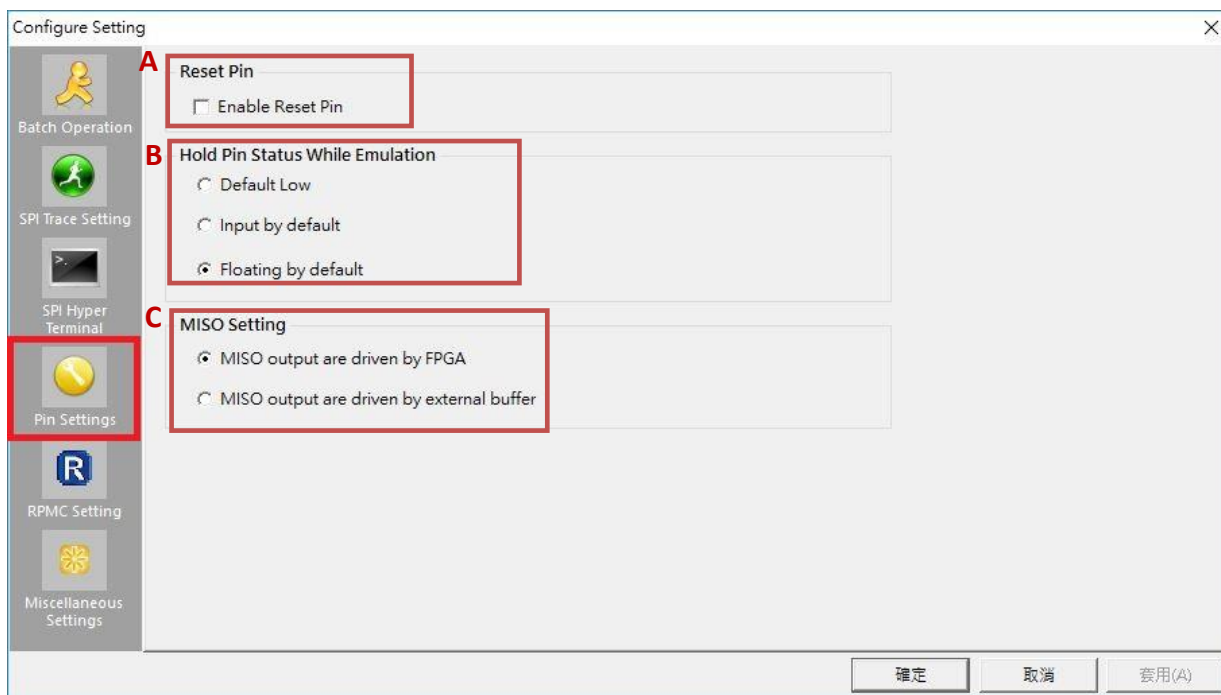 Configure Setting
Batch Operation
SPI Trace Setting
>.
SPI Hyper
Terminal
Pin Settings
R
RPMC Setting
Miscellaneous
Settings
A
Reset Pin
Enable Reset Pin
B
Hold Pin Status While Emulation
Default Low
Input by default
Floating by default
C
MISO Setting
MISO output are driven by FPGA
MISO output are driven by external buffer
確定
取消
套用(A)